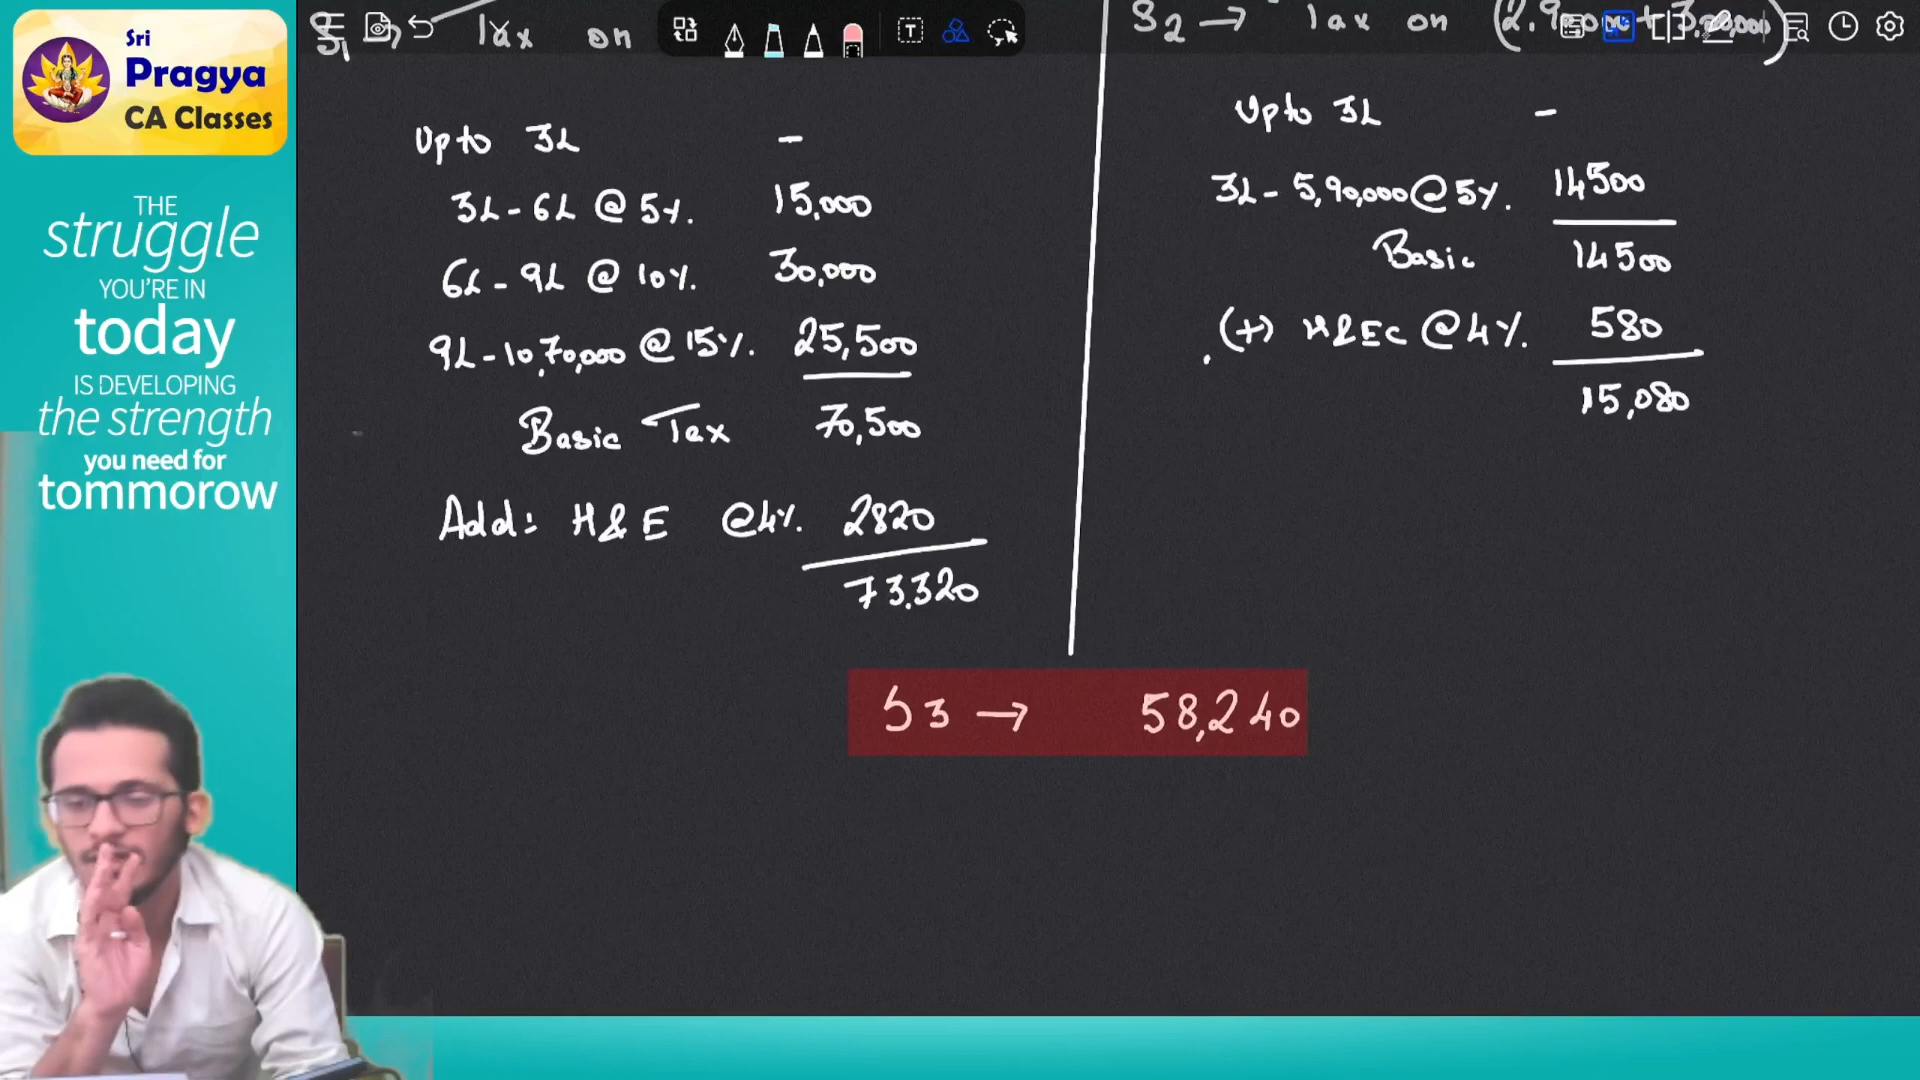 Sri
Pragya
CA Classes
THE
struggle
YOU'RE IN
today
IS DEVELOPING
the strength
you need for
tommorow
S1 → Tax on
Upto 3L -
3L - 6L @ 5%. 15,000
6L - 9L @ 10%. 30,000
9L - 10,70,000 @ 15%. 25,500
Basic Tax 70,500
Add: H&E @4%. 2820
73,320
S2 → Tax on
Upto 3L -
3L - 5,90,000 @ 5%. 14500
Basic 14500
(+) H&EC @ 4%. 580
15,080
S3 → 58,240